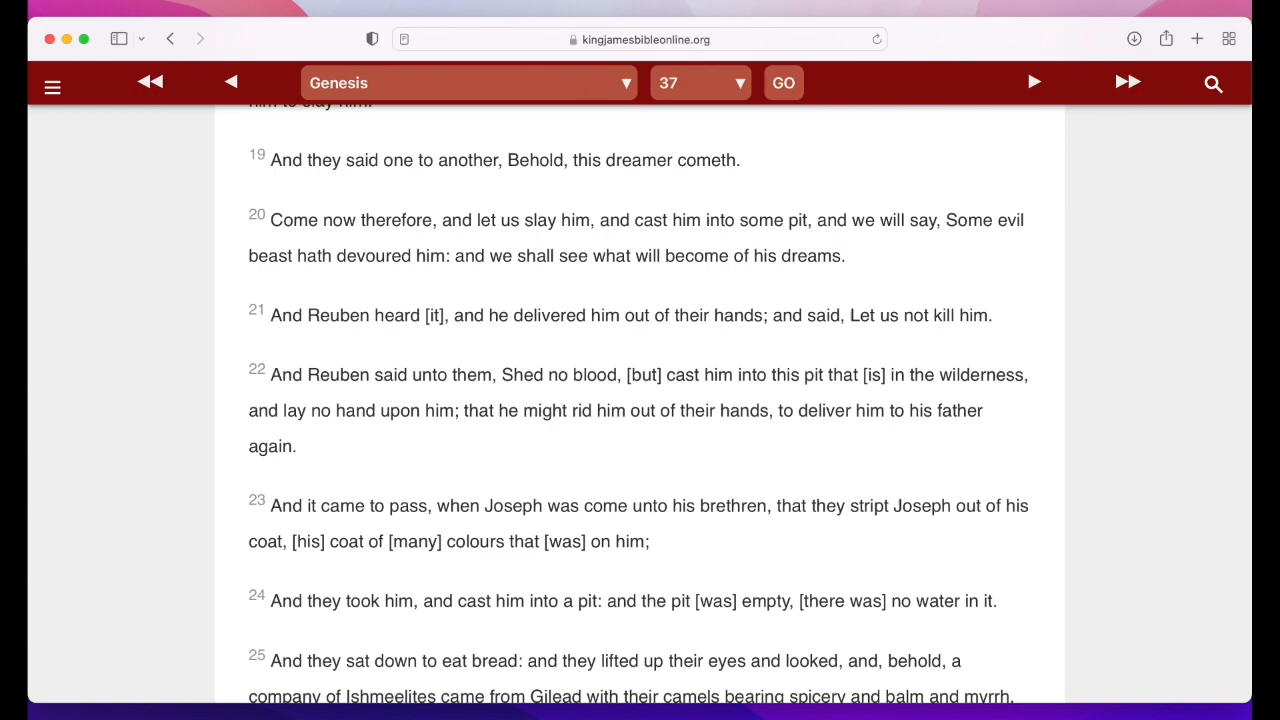 kingjamesbibleonline.org
Genesis 37 GO
him to slay him.
19 And they said one to another, Behold, this dreamer cometh.
20 Come now therefore, and let us slay him, and cast him into some pit, and we will say, Some evil
beast hath devoured him: and we shall see what will become of his dreams.
21 And Reuben heard [it], and he delivered him out of their hands; and said, Let us not kill him.
22 And Reuben said unto them, Shed no blood, [but] cast him into this pit that [is] in the wilderness,
and lay no hand upon him; that he might rid him out of their hands, to deliver him to his father
again.
23 And it came to pass, when Joseph was come unto his brethren, that they stript Joseph out of his
coat, [his] coat of [many] colours that [was] on him;
24 And they took him, and cast him into a pit: and the pit [was] empty, [there was] no water in it.
25 And they sat down to eat bread: and they lifted up their eyes and looked, and, behold, a
company of Ishmeelites came from Gilead with their camels bearing spicery and balm and myrrh,